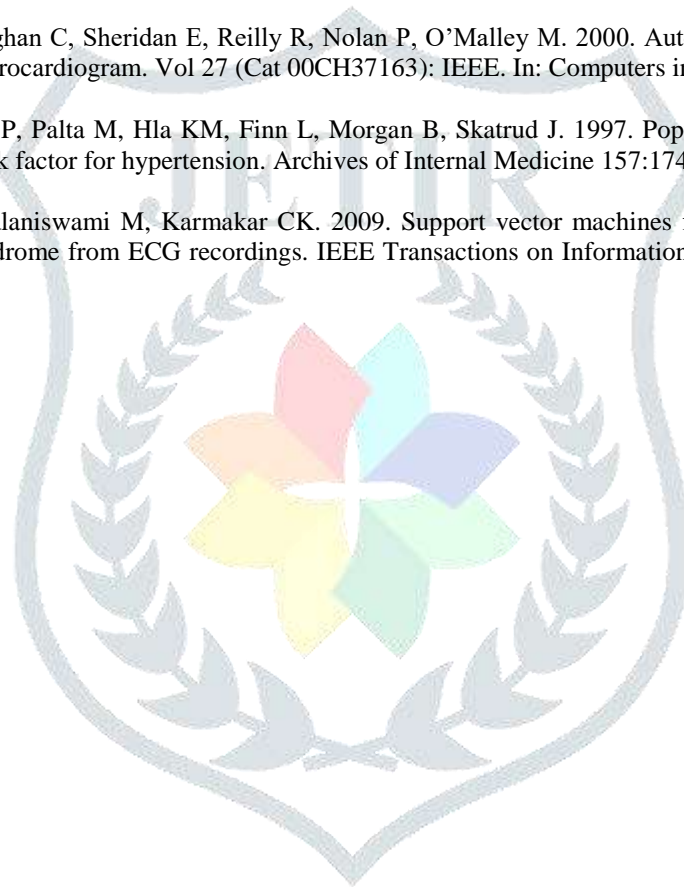 ghan C, Sheridan E, Reilly R, Nolan P, O’Malley M. 2000. Aut
rocardiogram. Vol 27 (Cat 00CH37163): IEEE. In: Computers in
P, Palta M, Hla KM, Finn L, Morgan B, Skatrud J. 1997. Pop
k factor for hypertension. Archives of Internal Medicine 157:174
JETIR
alaniswami M, Karmakar CK. 2009. Support vector machines f
drome from ECG recordings. IEEE Transactions on Information